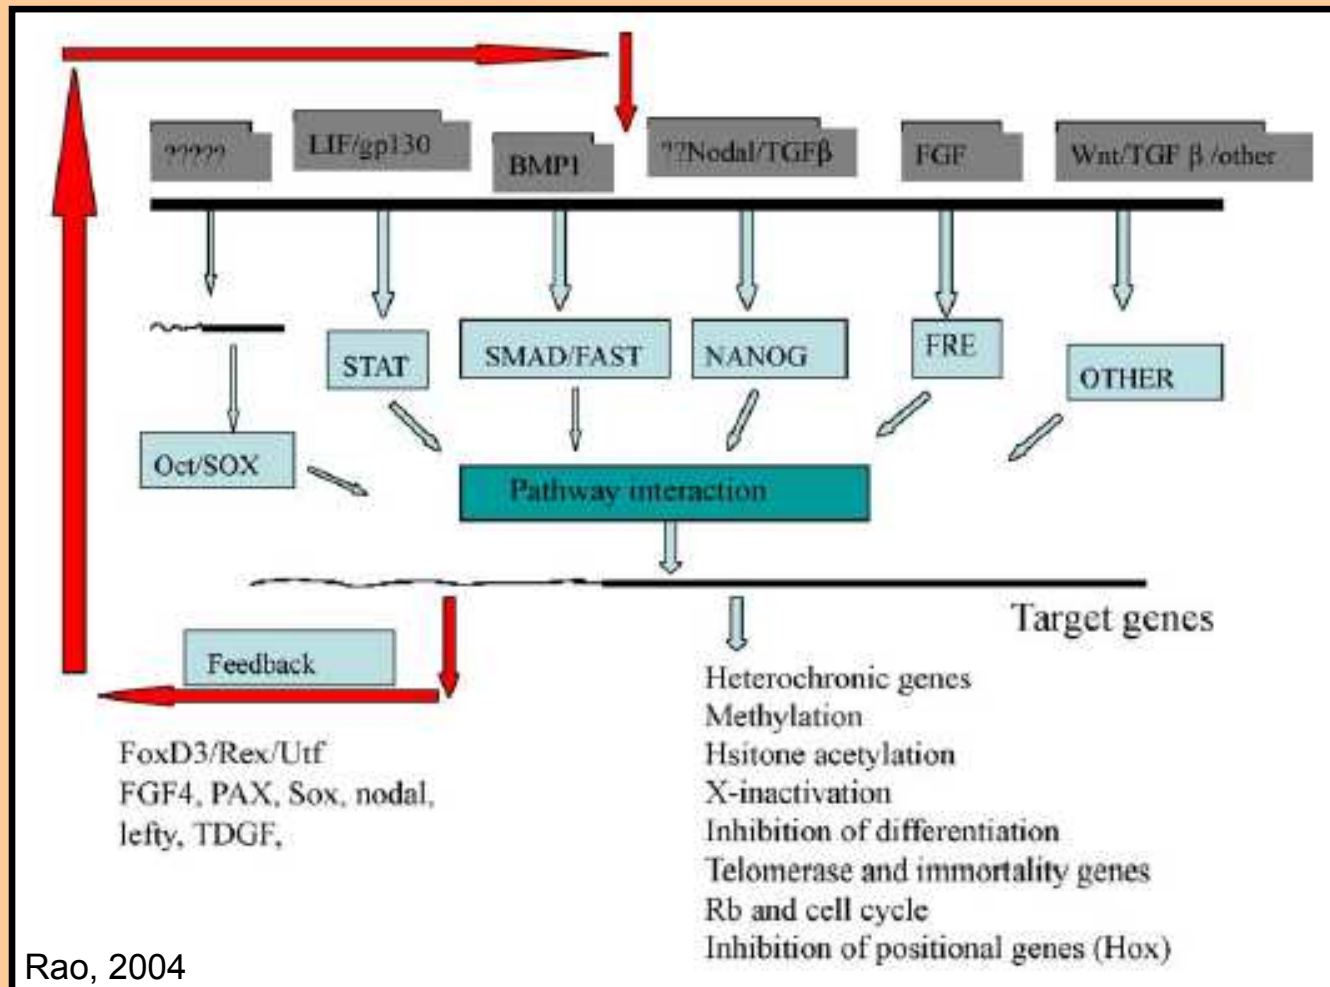 ?????
LIF/gp130
BMP1
??Nodal/TGFβ
FGF
Wnt/TGF β /other
STAT
SMAD/FAST
NANOG
FRE
OTHER
Oct/SOX
Pathway interaction
Target genes
Feedback
FoxD3/Rex/Utf
FGF4, PAX, Sox, nodal,
lefty, TDGF,
Heterochronic genes
Methylation
Hsitone acetylation
X-inactivation
Inhibition of differentiation
Telomerase and immortality genes
Rb and cell cycle
Inhibition of positional genes (Hox)
Rao, 2004